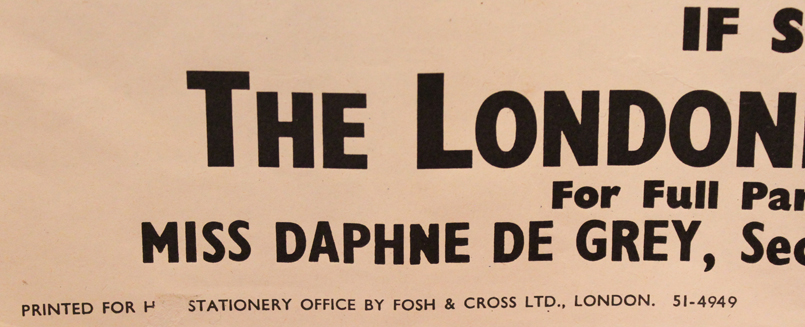 IF S
THE LONDON
For Full Par
MISS DAPHNE DE GREY, Sec
PRINTED FOR H STATIONERY OFFICE BY FOSH & CROSS LTD., LONDON. 51-4949